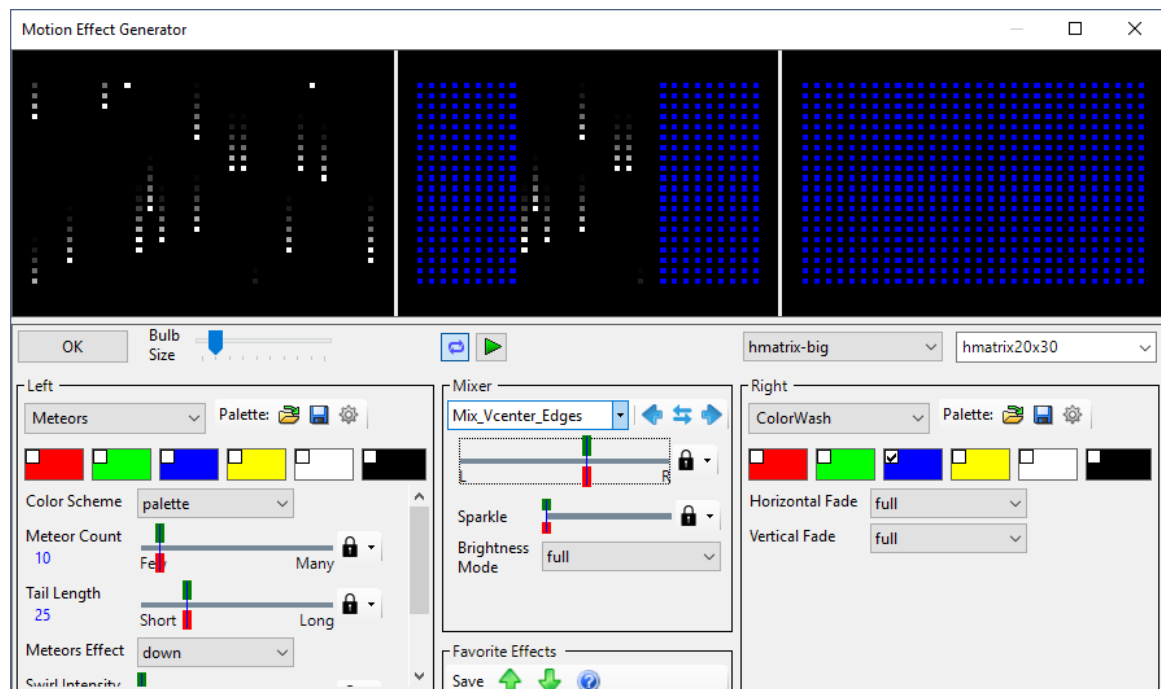 Motion Effect Generator
OK
Bulb Size
hmatrix-big
hmatrix20x30
Left
Meteors
Palette:
Color Scheme
palette
Meteor Count
10
Few
Many
Tail Length
25
Short
Long
Meteors Effect
down
Swirl Intensity
Mixer
Mix_Vcenter_Edges
L
R
Sparkle
Brightness Mode
full
Favorite Effects
Save
Right
ColorWash
Palette:
Horizontal Fade
full
Vertical Fade
full